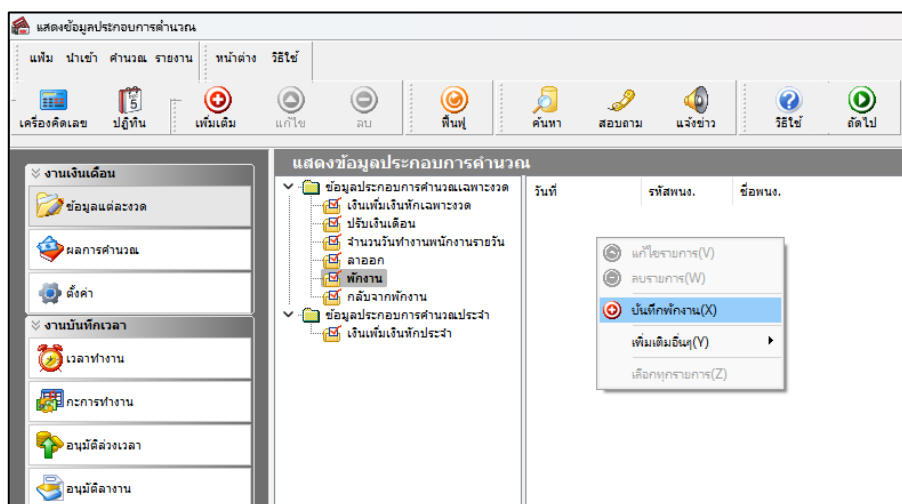 แสดงข้อมูลประกอบการคำนวณ
แฟ้ม นำเข้า คำนวณ รายงาน หน้าต่าง วิธีใช้
เครื่องคิดเลข ปฏิทิน เพิ่มเติม แก้ไข ลบ ฟื้นฟู ค้นหา สอบถาม แจ้งข่าว วิธีใช้ ถัดไป
งานเงินเดือน
ข้อมูลแต่ละงวด
ผลการคำนวณ
ตั้งค่า
งานบันทึกเวลา
เวลาทำงาน
กะการทำงาน
อนุมัติล่วงเวลา
อนุมัติลางาน
แสดงข้อมูลประกอบการคำนวณ
ข้อมูลประกอบการคำนวณเฉพาะงวด
เงินเพิ่มเงินหักเฉพาะงวด
ปรับเงินเดือน
จำนวนวันทำงานพนักงานรายวัน
ลาออก
พักงาน
กลับจากพักงาน
ข้อมูลประกอบการคำนวณประจำ
เงินเพิ่มเงินหักประจำ
วันที่ รหัสพนง. ชื่อพนง.
แก้ไขรายการ(V)
ลบรายการ(W)
บันทึกพักงาน(X)
เพิ่มเติมอื่นๆ(Y)
เลือกทุกรายการ(Z)